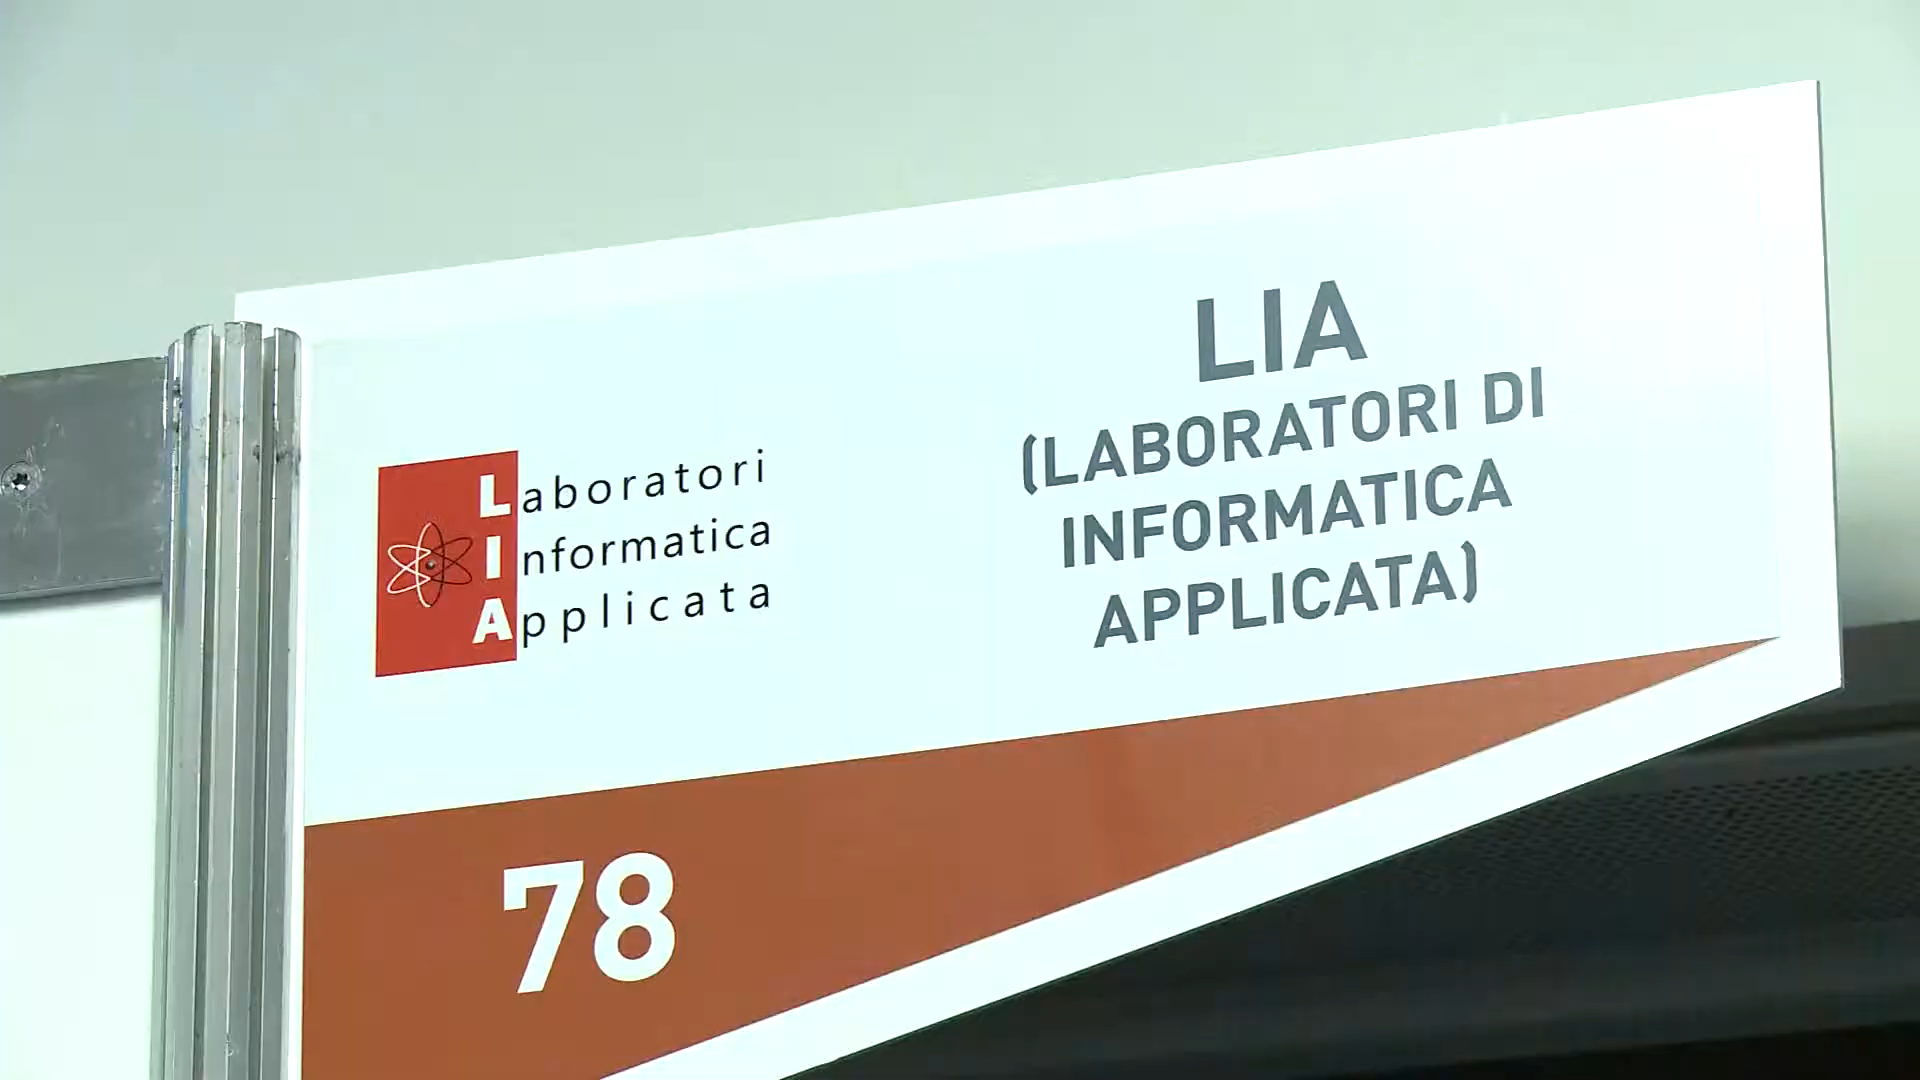 Laboratori
Informatica
Applicata
LIA
(LABORATORI DI
INFORMATICA
APPLICATA)
78